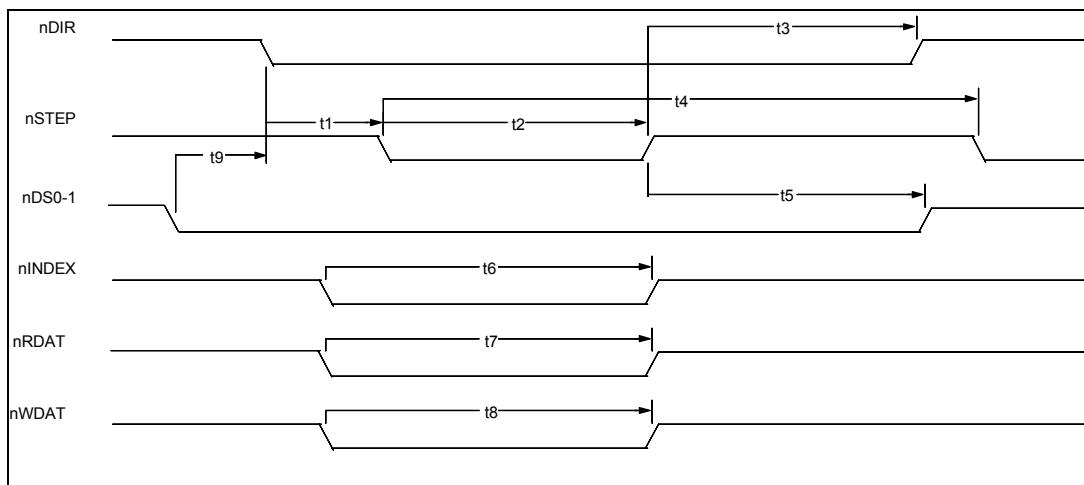 nDIR
t3
nSTEP
t4
t1
t2
t9
nDS0-1
t5
nINDEX
t6
nRDAT
t7
nWDAT
t8